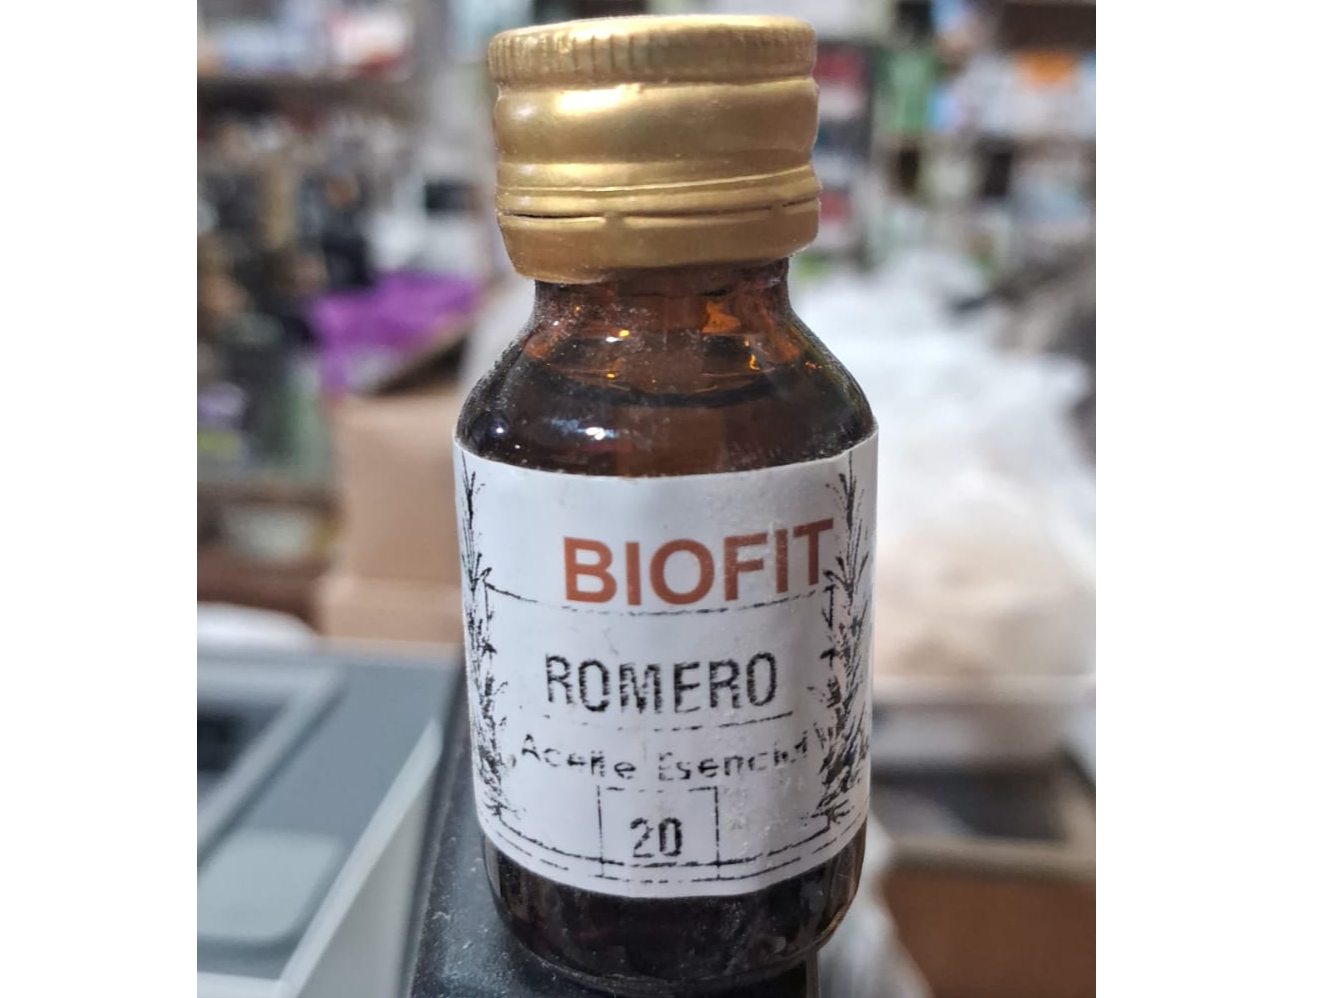 BIOFIT
ROMERO
Aceite Esencial
20